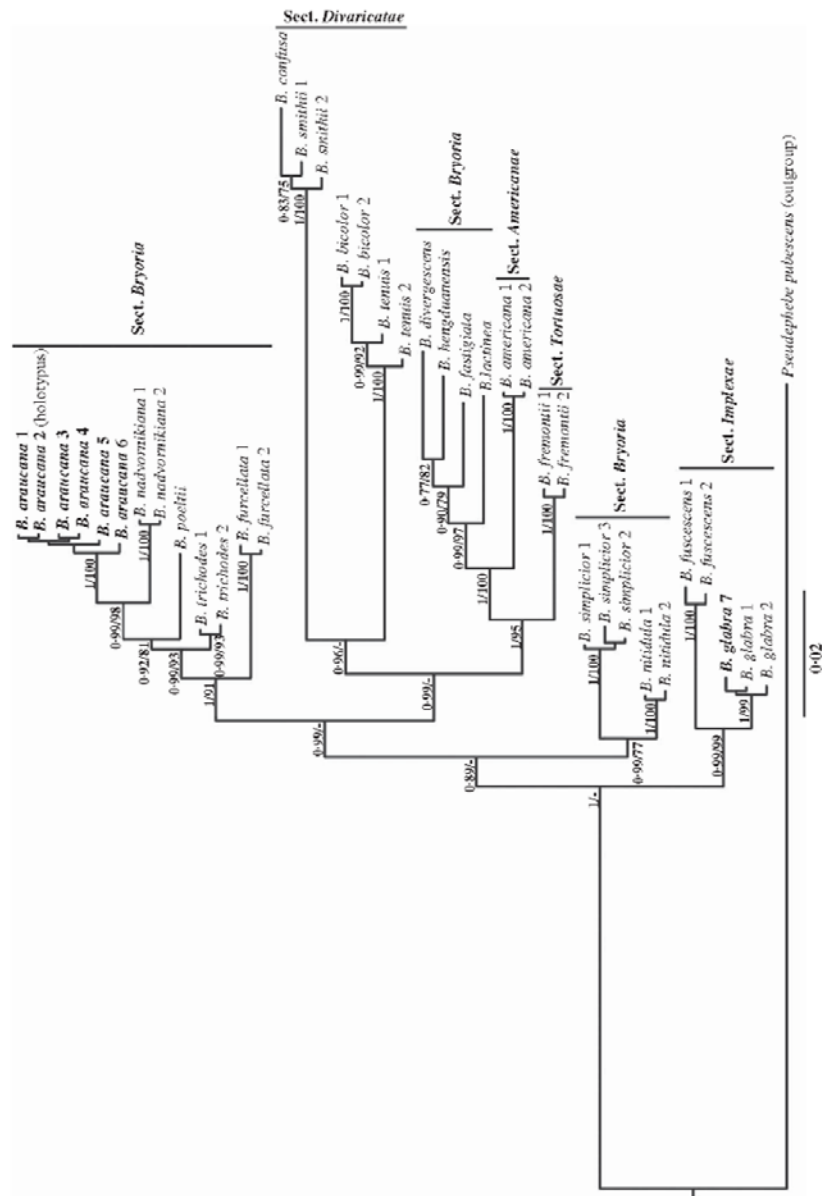 B. araucana 1
B. araucana 2 (holotypus)
B. araucana 3
B. araucana 4
B. araucana 5
B. araucana 6
B. nadvornikiana 1
B. nadvornikiana 2
B. poeltii
B. trichodes 1
B. trichodes 2
B. furcellata 1
B. furcellata 2
Sect. Bryoria
1/100
0·99/98
1/100
0·92/81
0·99/93
0·99/93
1/100
1/91
B. confusa
B. smithii 1
B. smithii 2
Sect. Divaricatae
0·83/75
1/100
B. bicolor 1
B. bicolor 2
B. tenuis 1
B. tenuis 2
1/100
0·99/92
1/100
0·96/-
B. divergescens
B. hengduanensis
B. fastigiata
B.lactinea
Sect. Bryoria
0·77/82
0·90/79
0·99/97
B. americana 1
B. americana 2
Sect. Americanae
1/100
1/100
B. fremontii 1
B. fremontii 2
Sect. Tortuosae
1/100
1/95
0·99/-
0·99/-
B. simplicior 1
B. simplicior 3
B. simplicior 2
B. nitidula 1
B. nitidula 2
Sect. Bryoria
1/100
1/100
0·99/77
0·89/-
B. fuscescens 1
B. fuscescens 2
B. glabra 7
B. glabra 1
B. glabra 2
Sect. Implexae
1/100
1/99
0·99/99
1/-
Pseudephebe pubescens (outgroup)
0·02